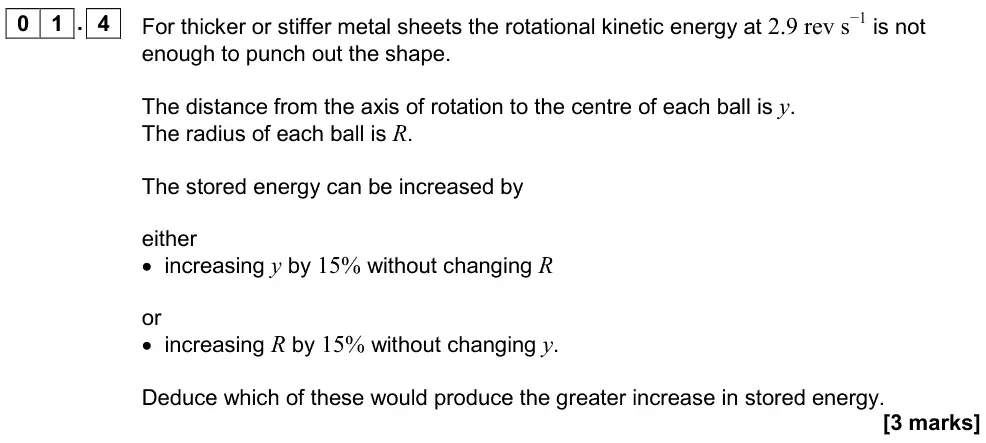 0 1 . 4 For thicker or stiffer metal sheets the rotational kinetic energy at 2.9 rev s⁻¹ is not
enough to punch out the shape.
The distance from the axis of rotation to the centre of each ball is y.
The radius of each ball is R.
The stored energy can be increased by
either
• increasing y by 15% without changing R
or
• increasing R by 15% without changing y.
Deduce which of these would produce the greater increase in stored energy.
[3 marks]